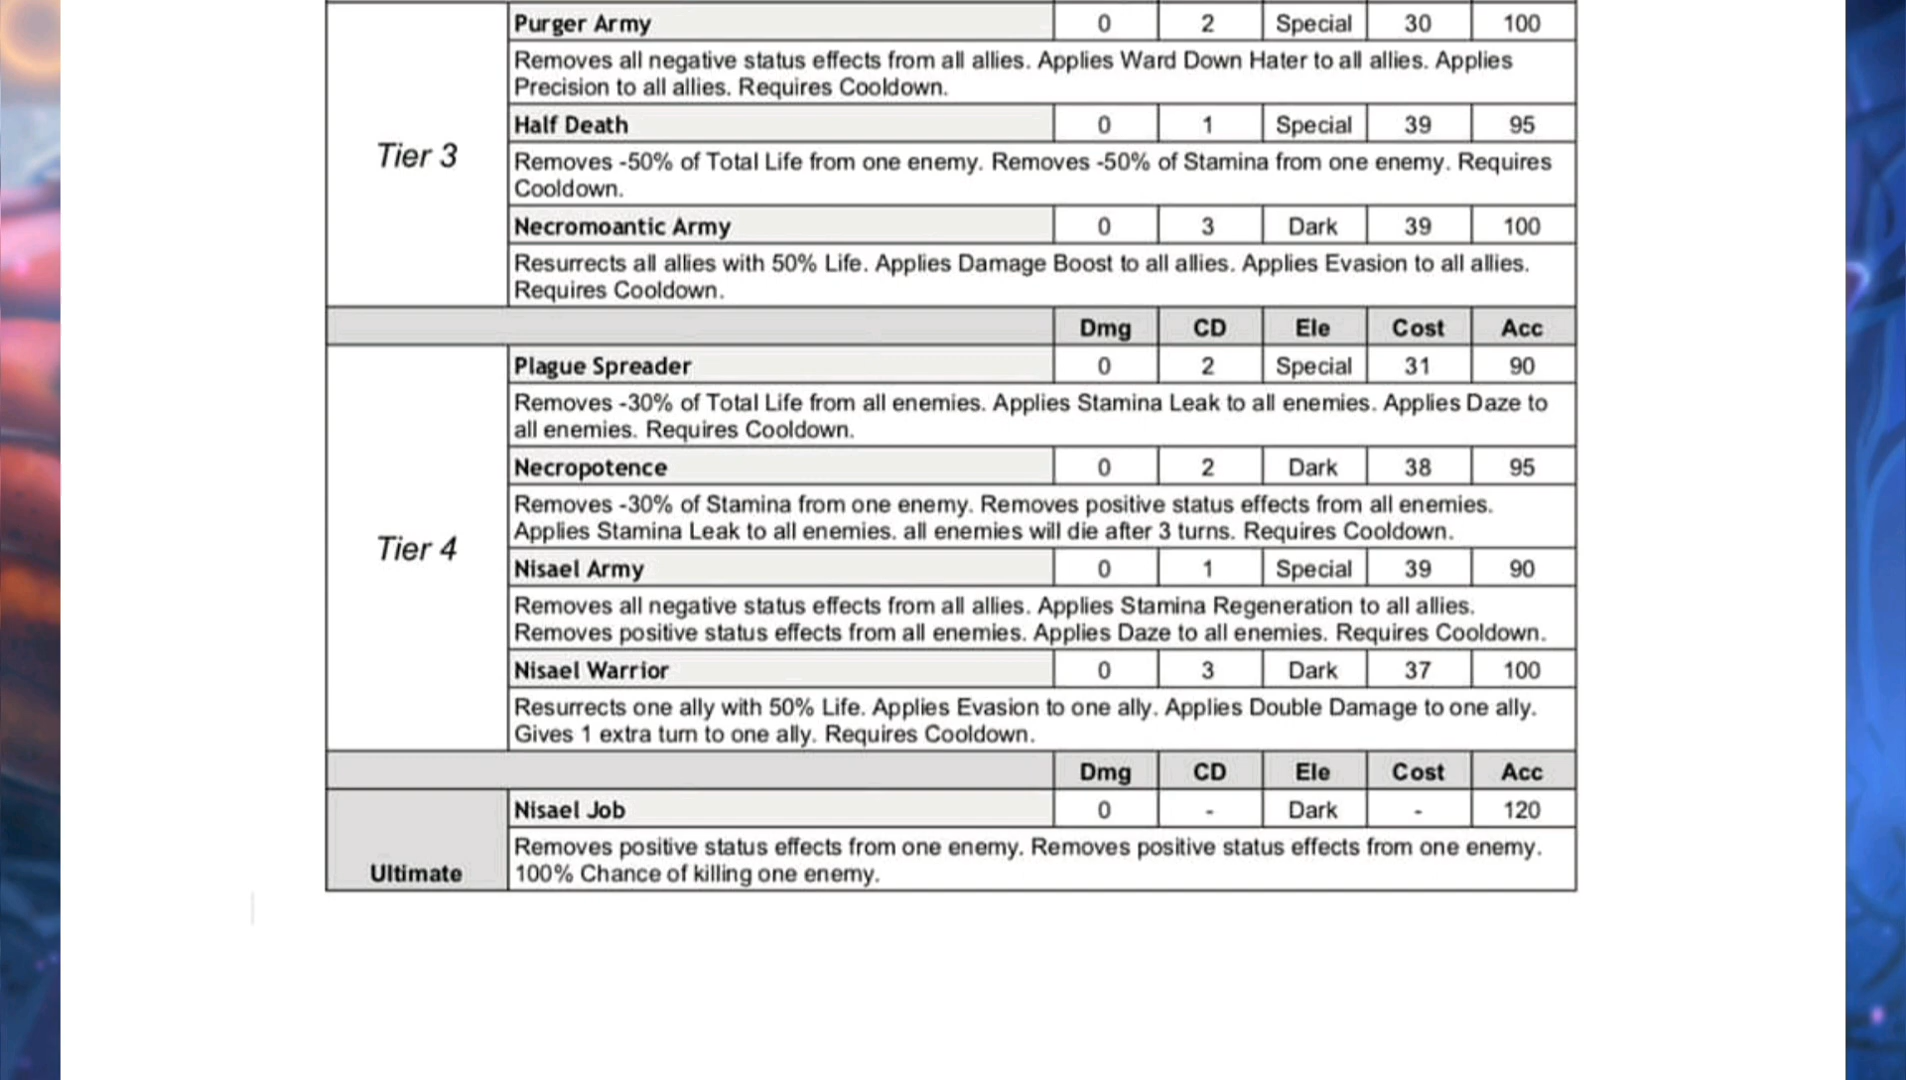 Purger Army 0 2 Special 30 100
Removes all negative status effects from all allies. Applies Ward Down Hater to all allies. Applies
Precision to all allies. Requires Cooldown.
Half Death 0 1 Special 39 95
Tier 3
Removes -50% of Total Life from one enemy. Removes -50% of Stamina from one enemy. Requires
Cooldown.
Necromoantic Army 0 3 Dark 39 100
Resurrects all allies with 50% Life. Applies Damage Boost to all allies. Applies Evasion to all allies.
Requires Cooldown.
Dmg CD Ele Cost Acc
Plague Spreader 0 2 Special 31 90
Removes -30% of Total Life from all enemies. Applies Stamina Leak to all enemies. Applies Daze to
all enemies. Requires Cooldown.
Necropotence 0 2 Dark 38 95
Removes -30% of Stamina from one enemy. Removes positive status effects from all enemies.
Applies Stamina Leak to all enemies. all enemies will die after 3 turns. Requires Cooldown.
Tier 4
Nisael Army 0 1 Special 39 90
Removes all negative status effects from all allies. Applies Stamina Regeneration to all allies.
Removes positive status effects from all enemies. Applies Daze to all enemies. Requires Cooldown.
Nisael Warrior 0 3 Dark 37 100
Resurrects one ally with 50% Life. Applies Evasion to one ally. Applies Double Damage to one ally.
Gives 1 extra turn to one ally. Requires Cooldown.
Dmg CD Ele Cost Acc
Nisael Job 0 - Dark - 120
Removes positive status effects from one enemy. Removes positive status effects from one enemy.
Ultimate 100% Chance of killing one enemy.